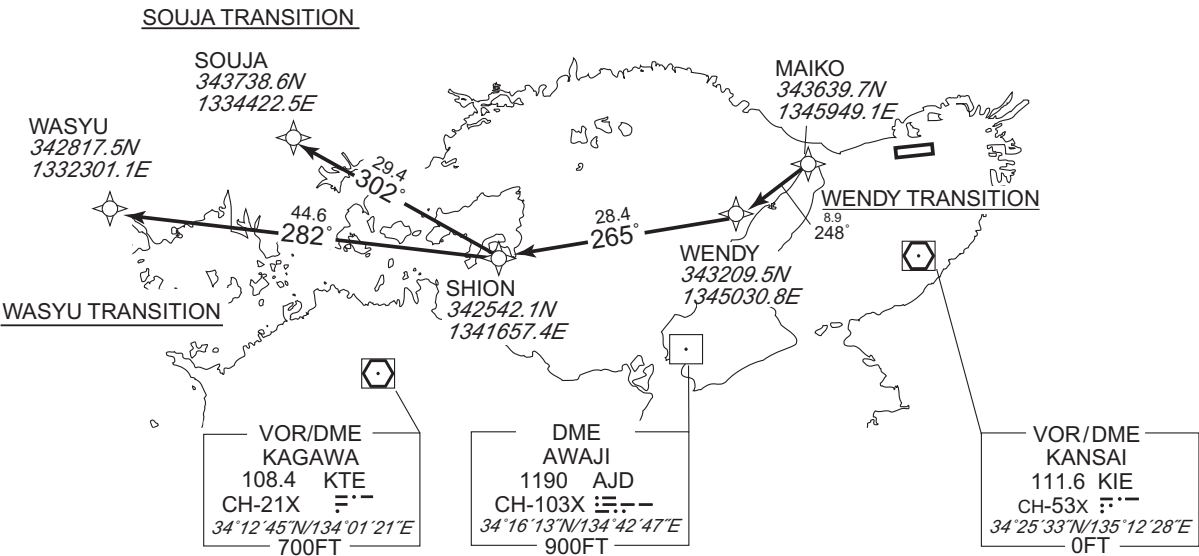 SOUJA TRANSITION
SOUJA
343738.6N
1334422.5E
MAIKO
343639.7N
1345949.1E
WASYU
342817.5N
1332301.1E
29.4
302°
WENDY TRANSITION
8.9
248°
44.6
282°
28.4
265°
WENDY
343209.5N
1345030.8E
SHION
342542.1N
1341657.4E
WASYU TRANSITION
VOR/DME
KAGAWA
108.4 KTE
CH-21X
34°12´45˝N/134°01´21˝E
700FT
DME
AWAJI
1190 AJD
CH-103X
34°16´13˝N/134°42´47˝E
900FT
VOR/DME
KANSAI
111.6 KIE
CH-53X
34°25´33˝N/135°12´28˝E
0FT